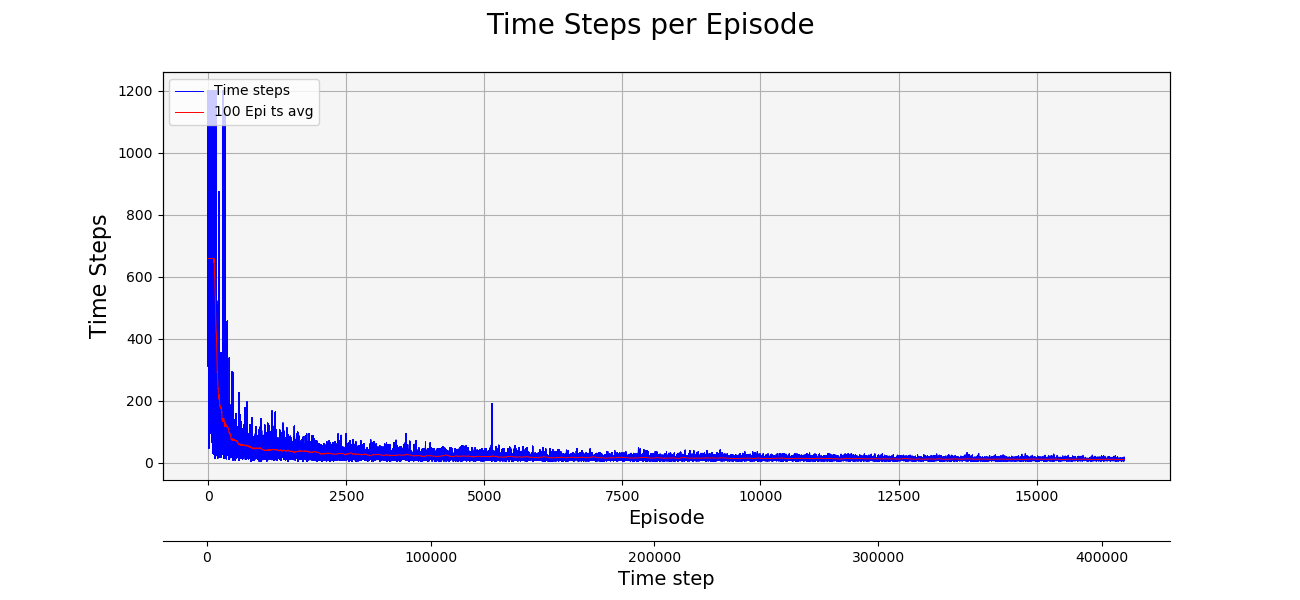 Time Steps per Episode
Time steps
100 Epi ts avg
1200
1000
800
600
400
200
0
Time Steps
0 2500 5000 7500 10000 12500 15000
Episode
0 100000 200000 300000 400000
Time step